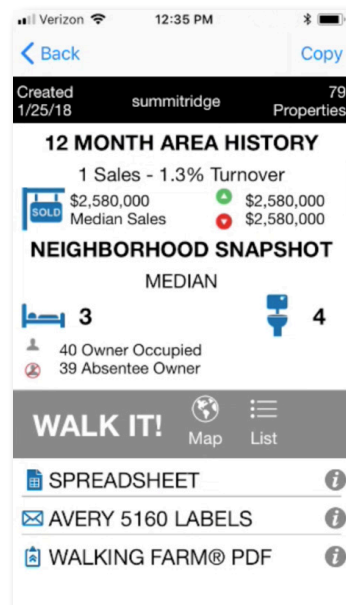 Verizon 12:35 PM
Back Copy
Created 1/25/18 summitridge 79 Properties
12 MONTH AREA HISTORY
1 Sales - 1.3% Turnover
SOLD $2,580,000 $2,580,000
Median Sales $2,580,000
NEIGHBORHOOD SNAPSHOT
MEDIAN
3 4
40 Owner Occupied
39 Absentee Owner
WALK IT! Map List
SPREADSHEET
AVERY 5160 LABELS
WALKING FARM® PDF